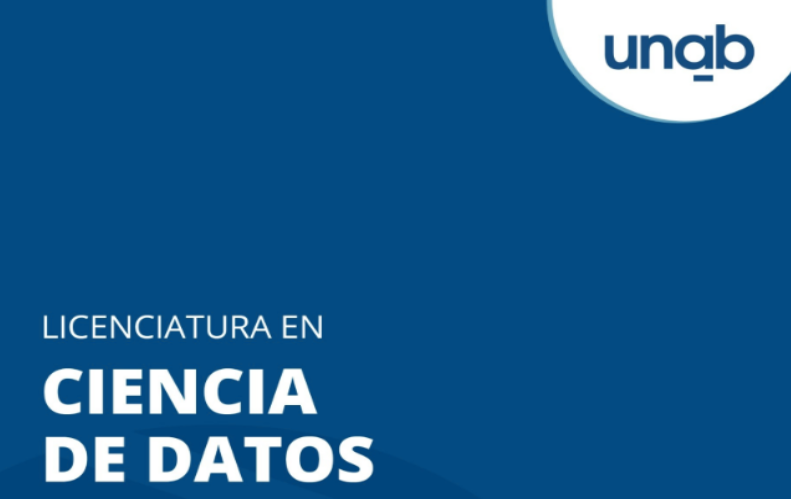 unab
LICENCIATURA EN
CIENCIA
DE DATOS